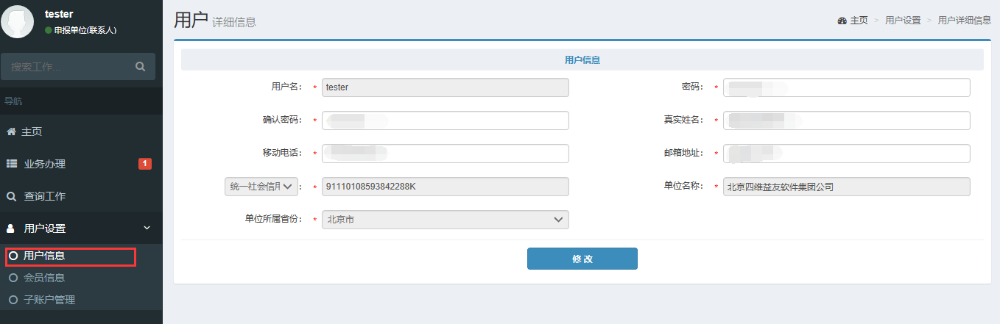 tester
申报单位(联系人)
搜索工作...
导航
主页
业务办理 1
查询工作
用户设置
用户信息
会员信息
子账户管理
用户 详细信息
主页 > 用户设置 > 用户详细信息
用户信息
用户名: * tester
密码: *
确认密码: *
真实姓名: *
移动电话: *
邮箱地址: *
统一社会信用 : * 91110108593842288K
单位名称: * 北京四维益友软件集团公司
单位所属省份: * 北京市
修 改